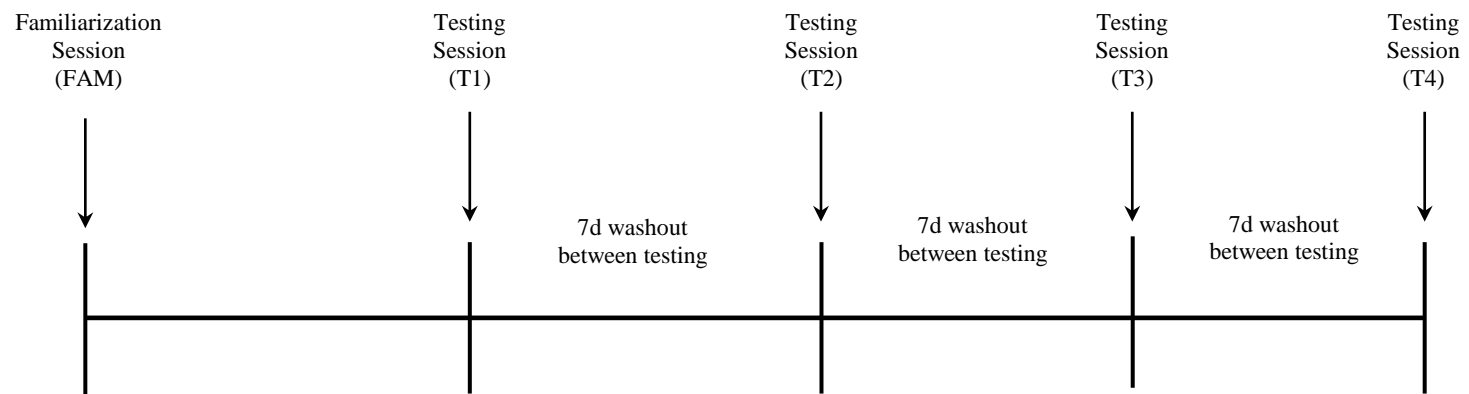 Familiarization
Session
(FAM)
Testing
Session
(T1)
Testing
Session
(T2)
Testing
Session
(T3)
Testing
Session
(T4)
7d washout
between testing
7d washout
between testing
7d washout
between testing